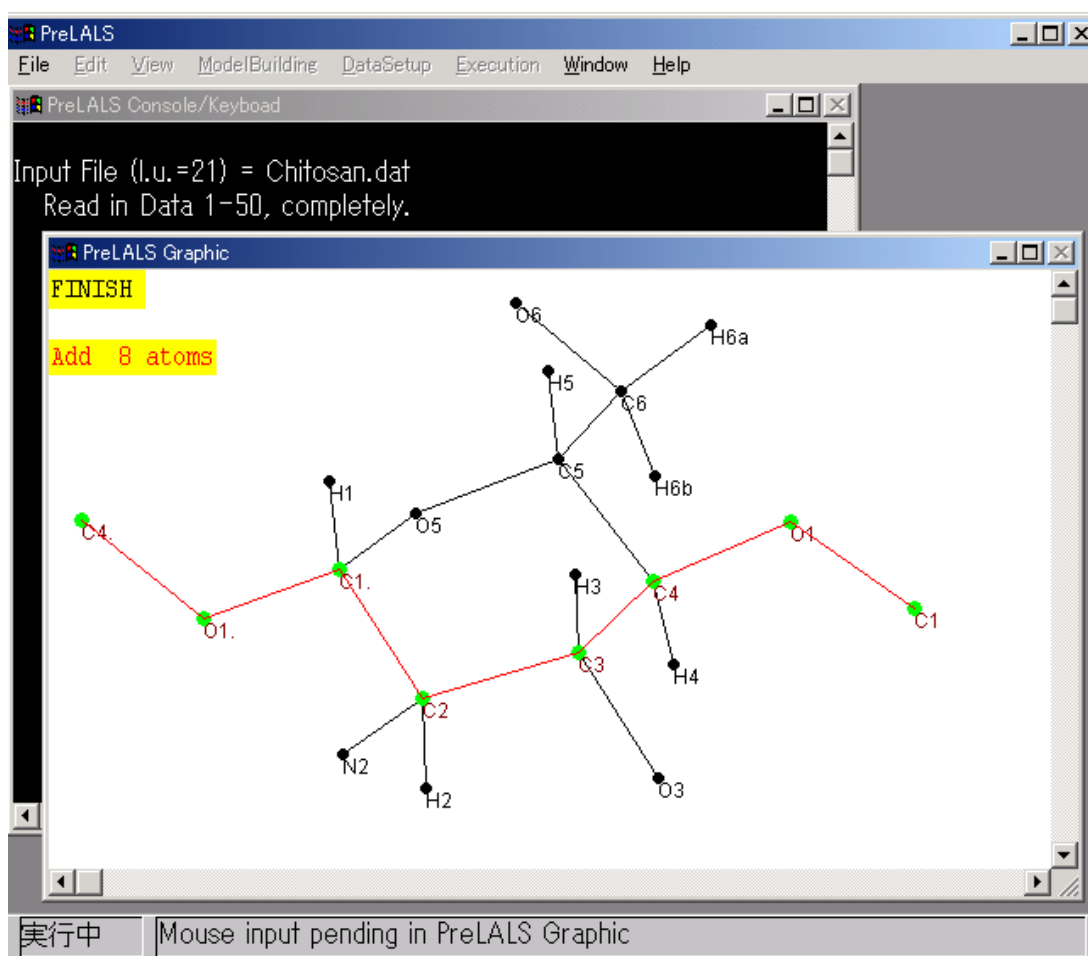 PreLALS
File Edit View ModelBuilding DataSetup Execution Window Help
PreLALS Console/Keyboad
Input File (l.u.=21) = Chitosan.dat
Read in Data 1-50, completely.
PreLALS Graphic
FINISH
Add 8 atoms
O6
H6a
H5
C6
C5
H6b
H1
O5
C4.
O1
C1.
H3
C4
C1
O1.
C3
H4
C2
N2
H2
O3
実行中 Mouse input pending in PreLALS Graphic